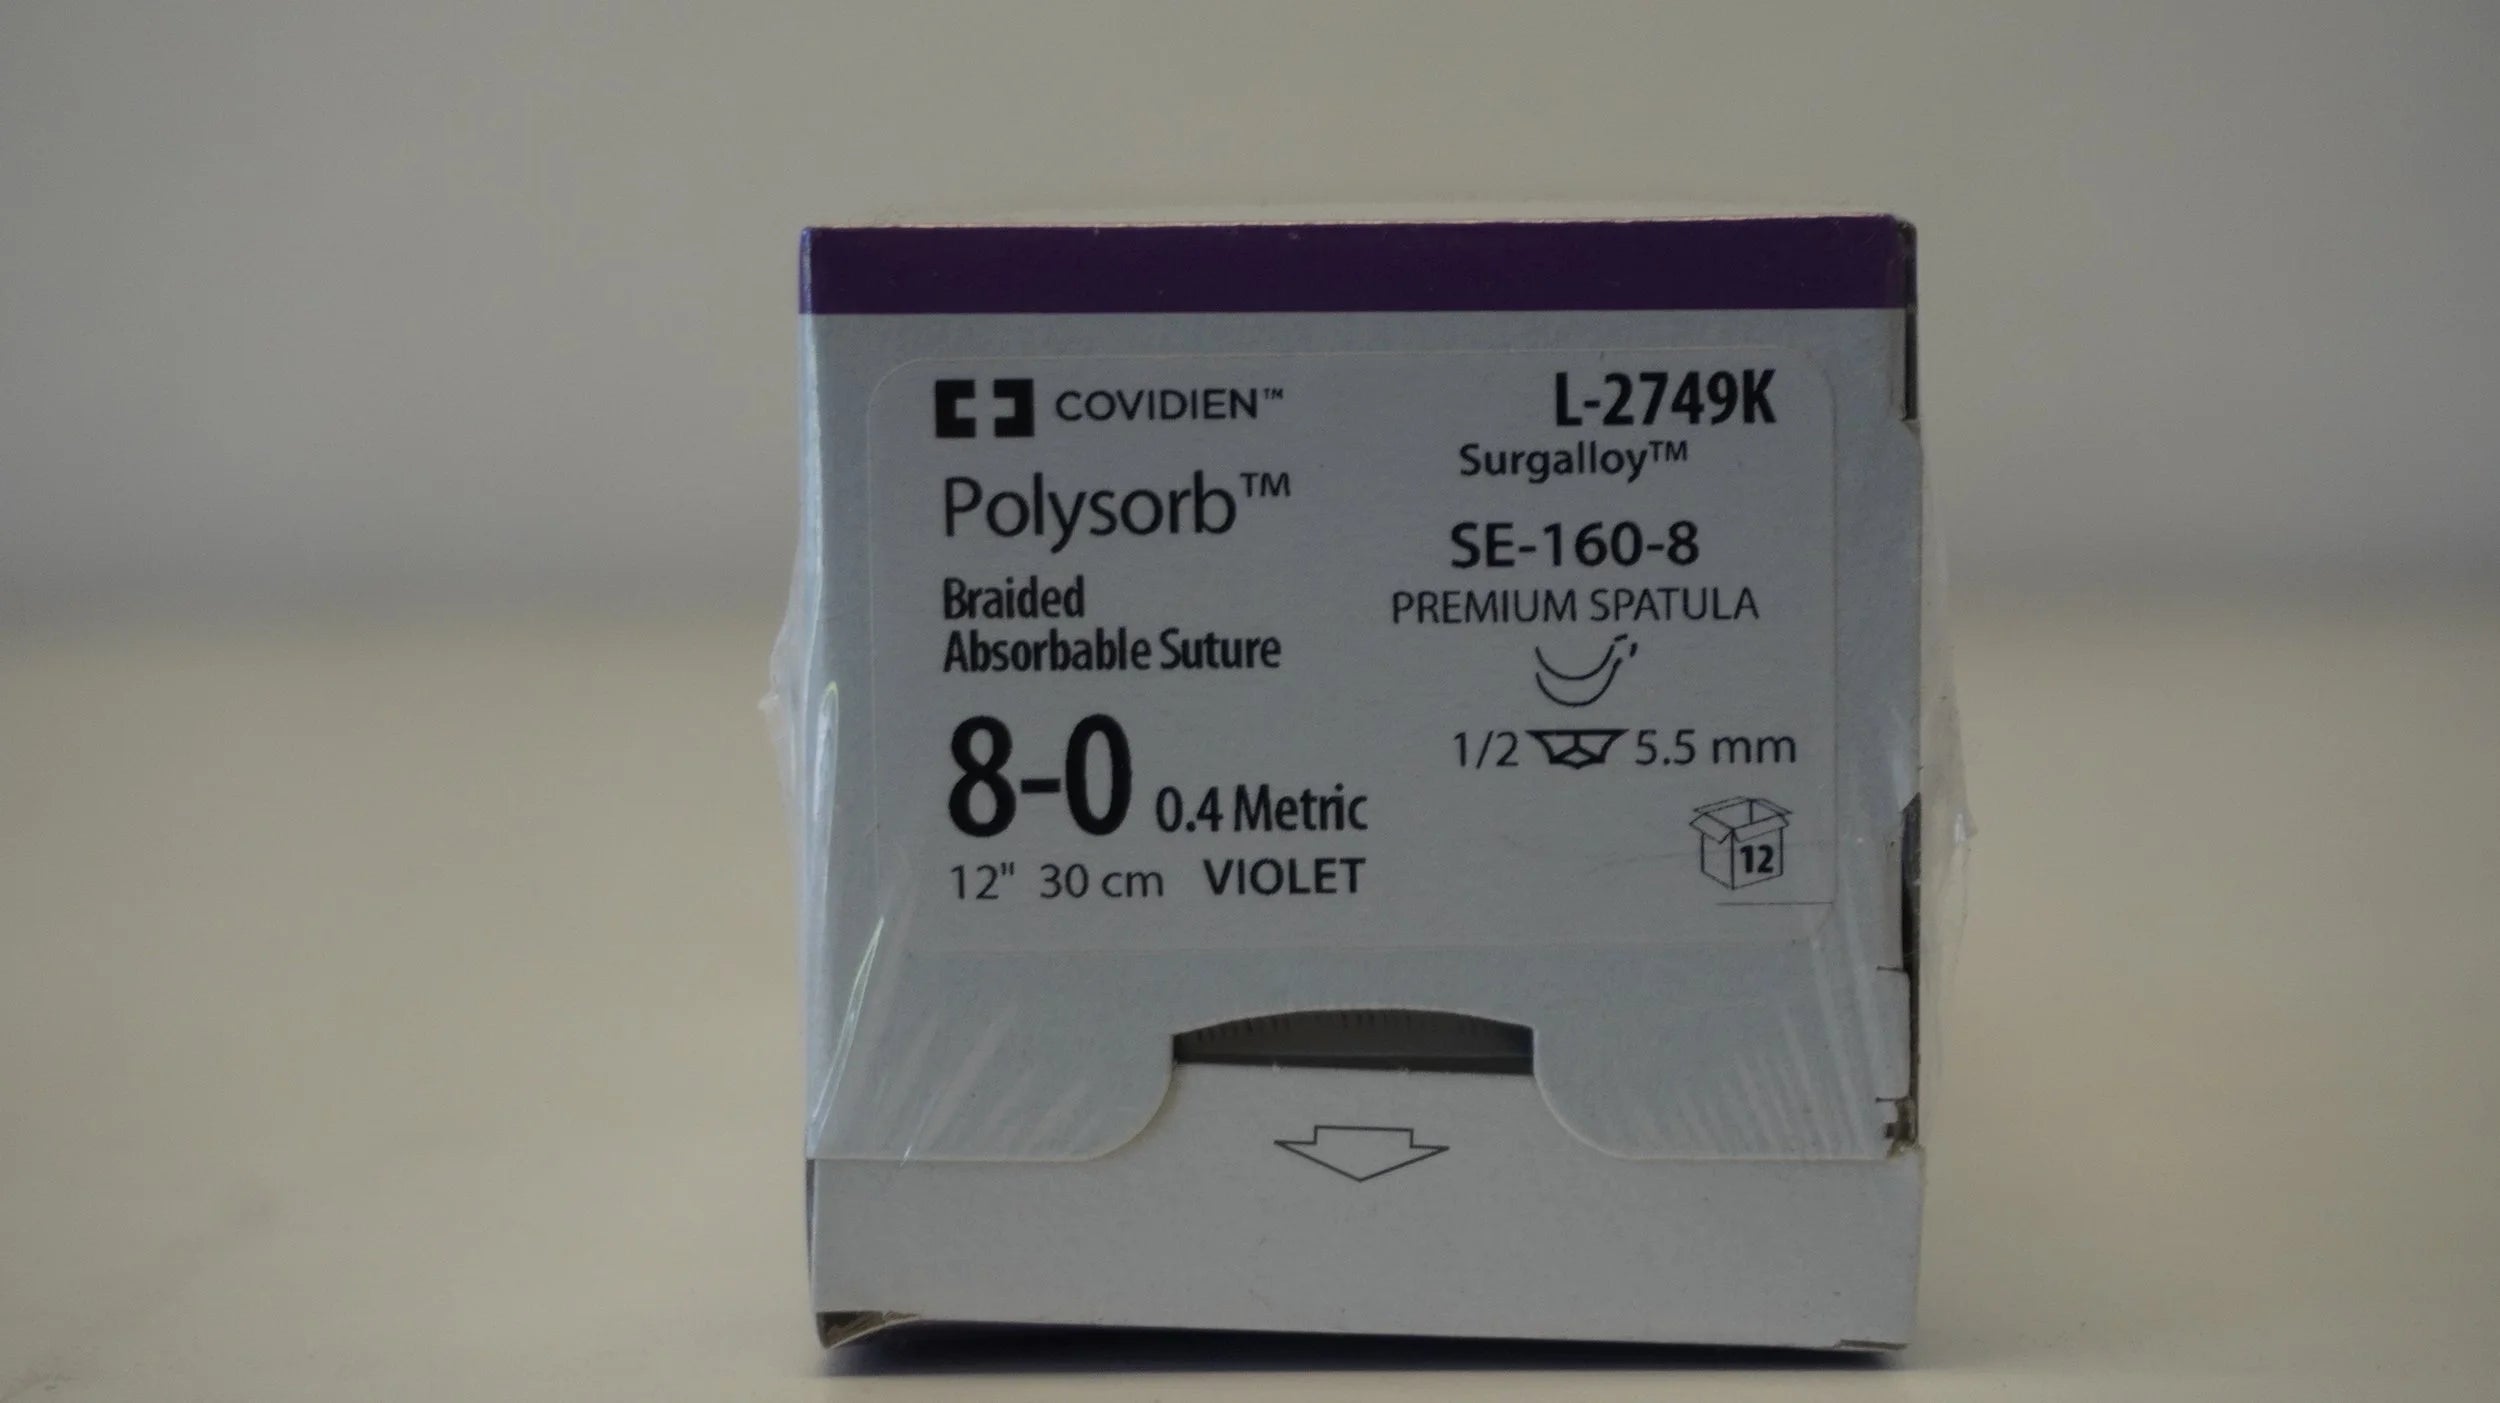 COVIDIEN™
L-2749K
Surgalloy™
Polysorb™
SE-160-8
Braided
PREMIUM SPATULA
Absorbable Suture
1/2 5.5 mm
8-0 0.4 Metric
12
12" 30 cm VIOLET